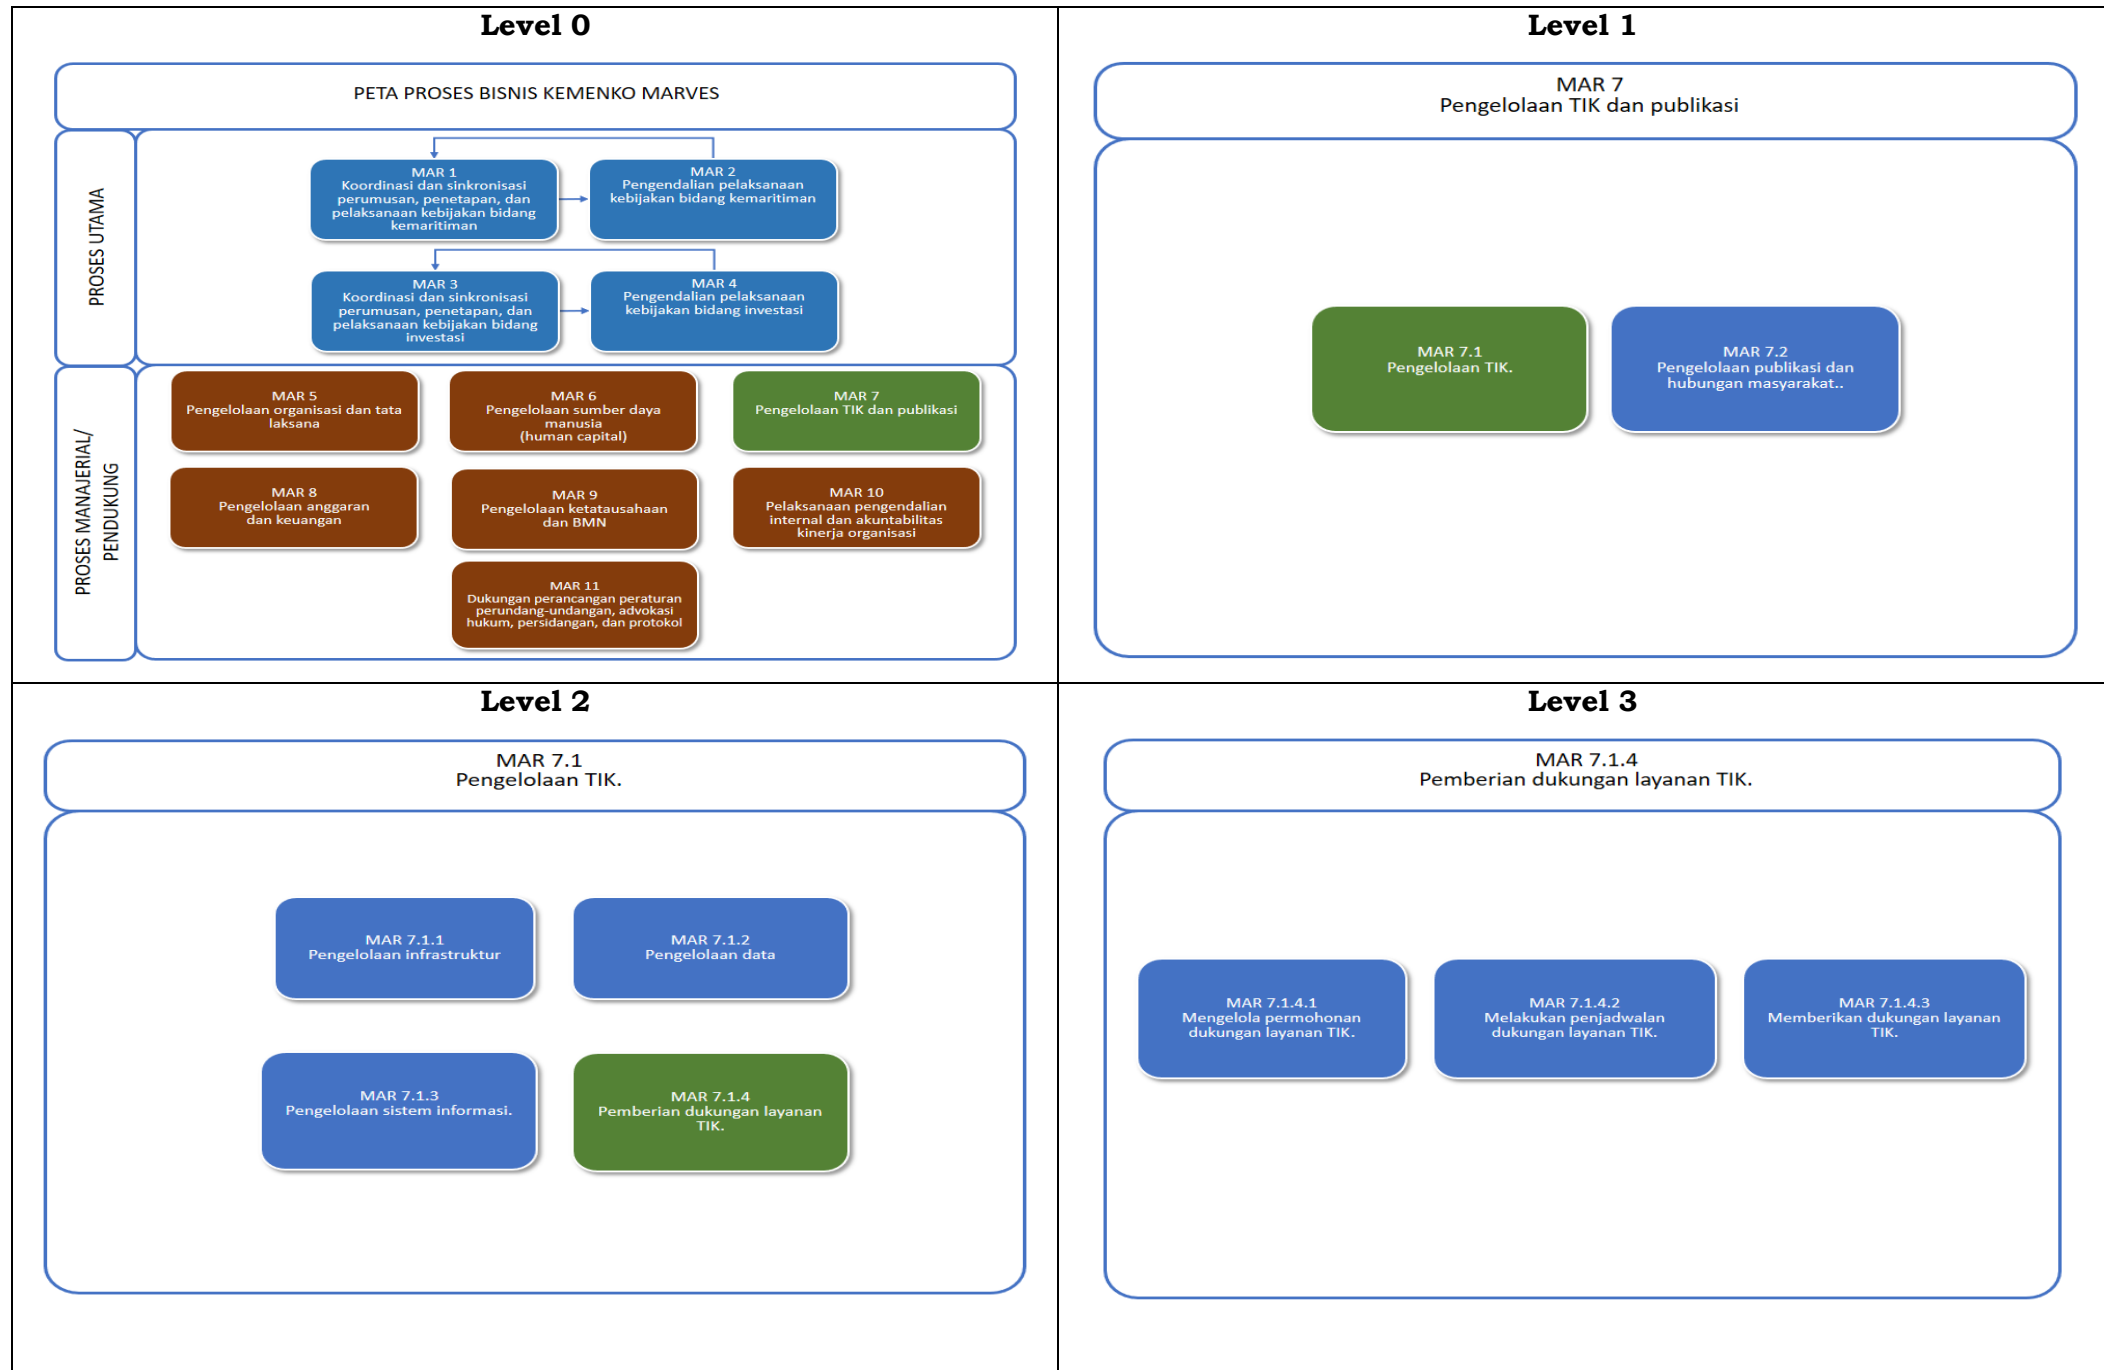 Level 0
PETA PROSES BISNIS KEMENKO MARVES
PROSES UTAMA
MAR 1
Koordinasi dan sinkronisasi
perumusan, penetapan, dan
pelaksanaan kebijakan bidang
kemaritiman
MAR 2
Pengendalian pelaksanaan
kebijakan bidang kemaritiman
MAR 3
Koordinasi dan sinkronisasi
perumusan, penetapan, dan
pelaksanaan kebijakan bidang
investasi
MAR 4
Pengendalian pelaksanaan
kebijakan bidang investasi
PROSES MANAJERIAL/
PENDUKUNG
MAR 5
Pengelolaan organisasi dan tata
laksana
MAR 6
Pengelolaan sumber daya
manusia
(human capital)
MAR 7
Pengelolaan TIK dan publikasi
MAR 8
Pengelolaan anggaran
dan keuangan
MAR 9
Pengelolaan ketatausahaan
dan BMN
MAR 10
Pelaksanaan pengendalian
internal dan akuntabilitas
kinerja organisasi
MAR 11
Dukungan perancangan peraturan
perundang-undangan, advokasi
hukum, persidangan, dan protokol
Level 1
MAR 7
Pengelolaan TIK dan publikasi
MAR 7.1
Pengelolaan TIK.
MAR 7.2
Pengelolaan publikasi dan
hubungan masyarakat..
Level 2
MAR 7.1
Pengelolaan TIK.
MAR 7.1.1
Pengelolaan infrastruktur
MAR 7.1.2
Pengelolaan data
MAR 7.1.3
Pengelolaan sistem informasi.
MAR 7.1.4
Pemberian dukungan layanan
TIK.
Level 3
MAR 7.1.4
Pemberian dukungan layanan TIK.
MAR 7.1.4.1
Mengelola permohonan
dukungan layanan TIK.
MAR 7.1.4.2
Melakukan penjadwalan
dukungan layanan TIK.
MAR 7.1.4.3
Memberikan dukungan layanan
TIK.